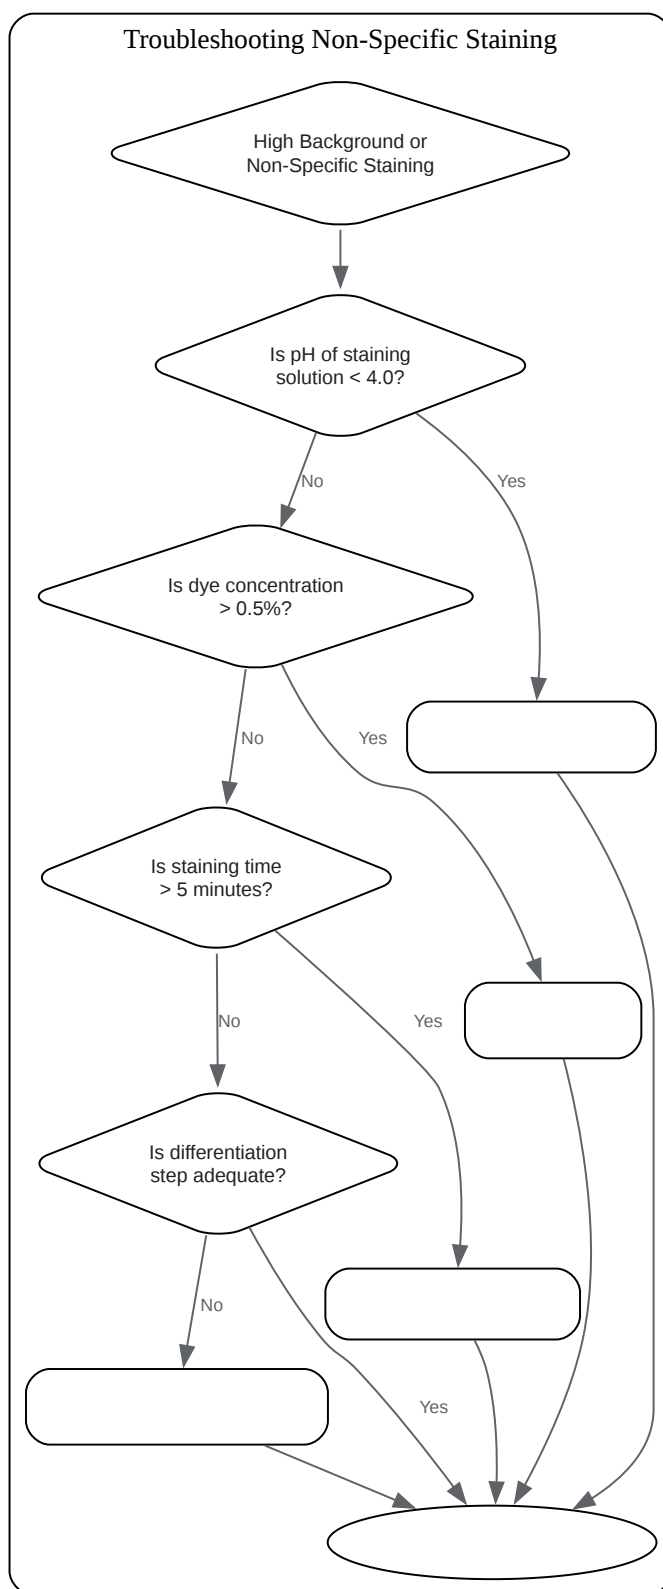 Troubleshooting Non-Specific Staining
High Background or
Non-Specific Staining
Is pH of staining
solution < 4.0?
No
Yes
Is dye concentration
> 0.5%?
No
Yes
Is staining time
> 5 minutes?
No
Yes
Is differentiation
step adequate?
No
Yes